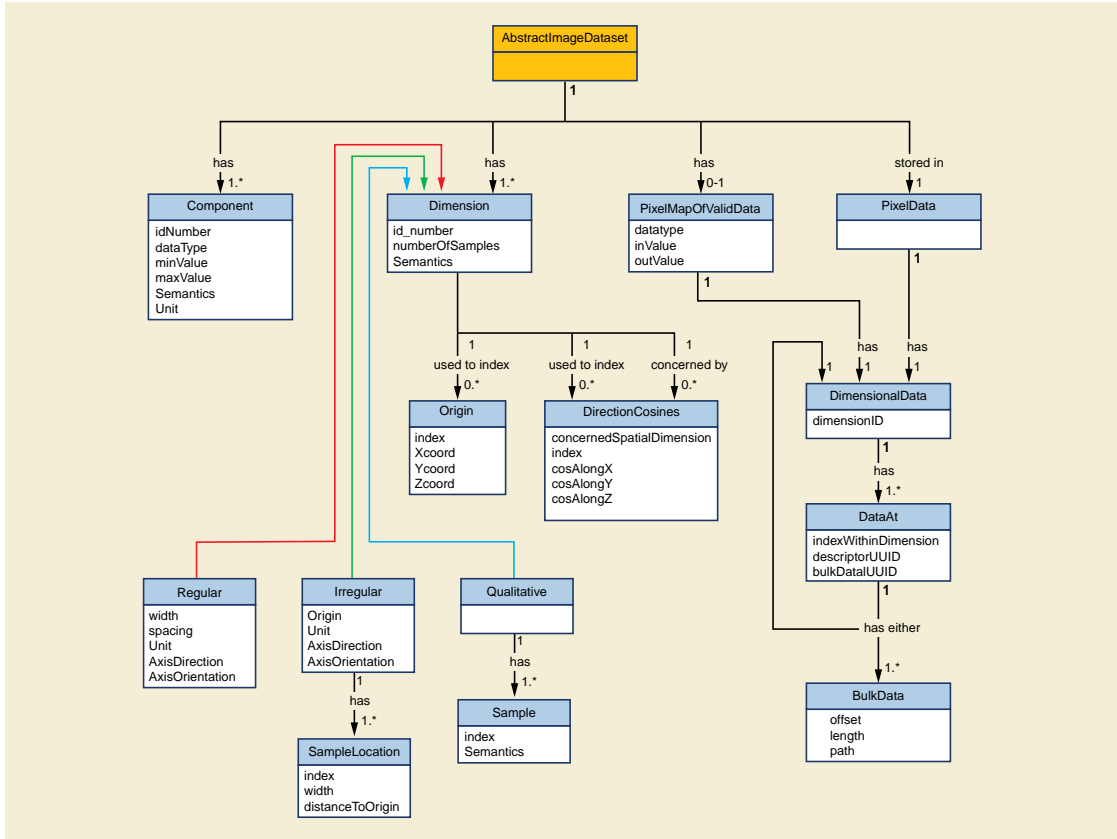 AbstractImageDataset
1
has
1.*
has
1.*
has
0-1
stored in
1
Component
idNumber
dataType
minValue
maxValue
Semantics
Unit
Dimension
id_number
numberOfSamples
Semantics
PixelMapOfValidData
datatype
inValue
outValue
1
PixelData
1
1
used to index
0.*
1
used to index
0.*
1
concerned by
0.*
has
1
has
1
1
Origin
index
Xcoord
Ycoord
Zcoord
DirectionCosines
concernedSpatialDimension
index
cosAlongX
cosAlongY
cosAlongZ
DimensionalData
dimensionID
1
has
1.*
DataAt
indexWithinDimension
descriptorUUID
bulkDatalUUID
1
has either
1.*
BulkData
offset
length
path
Regular
width
spacing
Unit
AxisDirection
AxisOrientation
Irregular
Origin
Unit
AxisDirection
AxisOrientation
1
has
1.*
SampleLocation
index
width
distanceToOrigin
Qualitative
1
has
1.*
Sample
index
Semantics